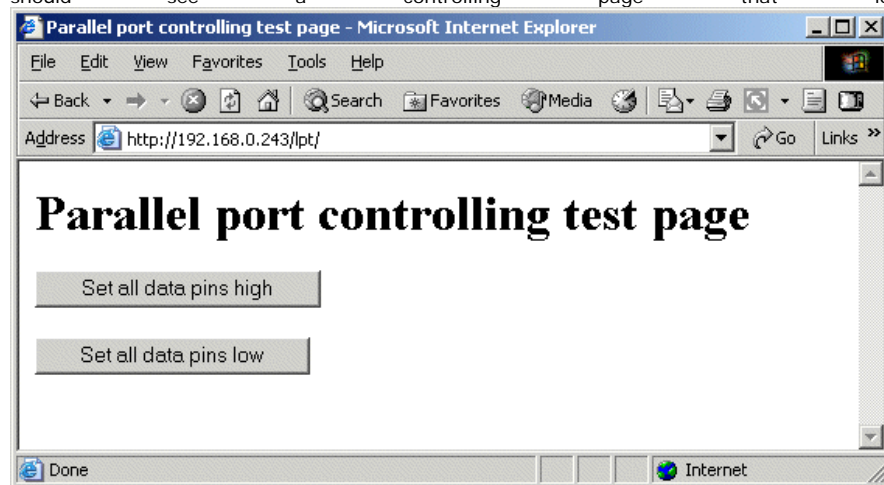 should see a controlling page that
Parallel port controlling test page - Microsoft Internet Explorer
File Edit View Favorites Tools Help
Back Search Favorites Media
Address http://192.168.0.243/lpt/ Go Links »
Parallel port controlling test page
Set all data pins high
Set all data pins low
Done Internet